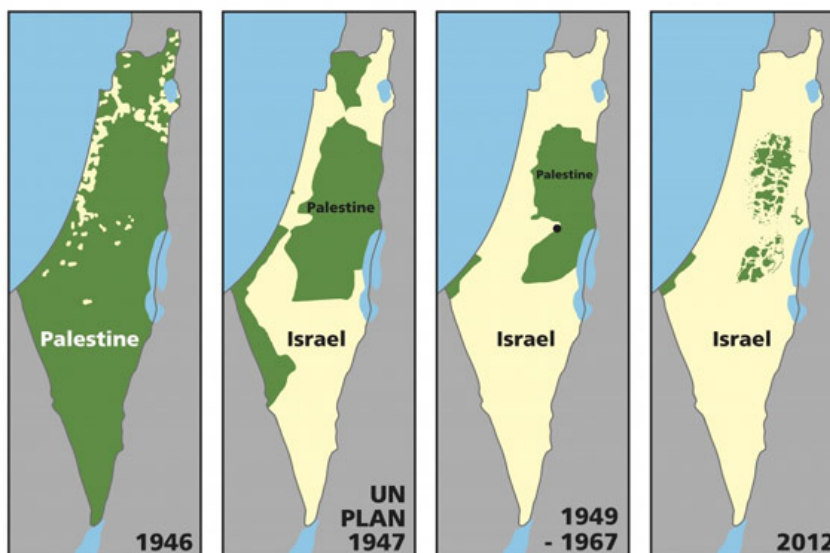 Palestine
1946
Palestine
Israel
UN
PLAN
1947
Palestine
Israel
1949
- 1967
Israel
2012